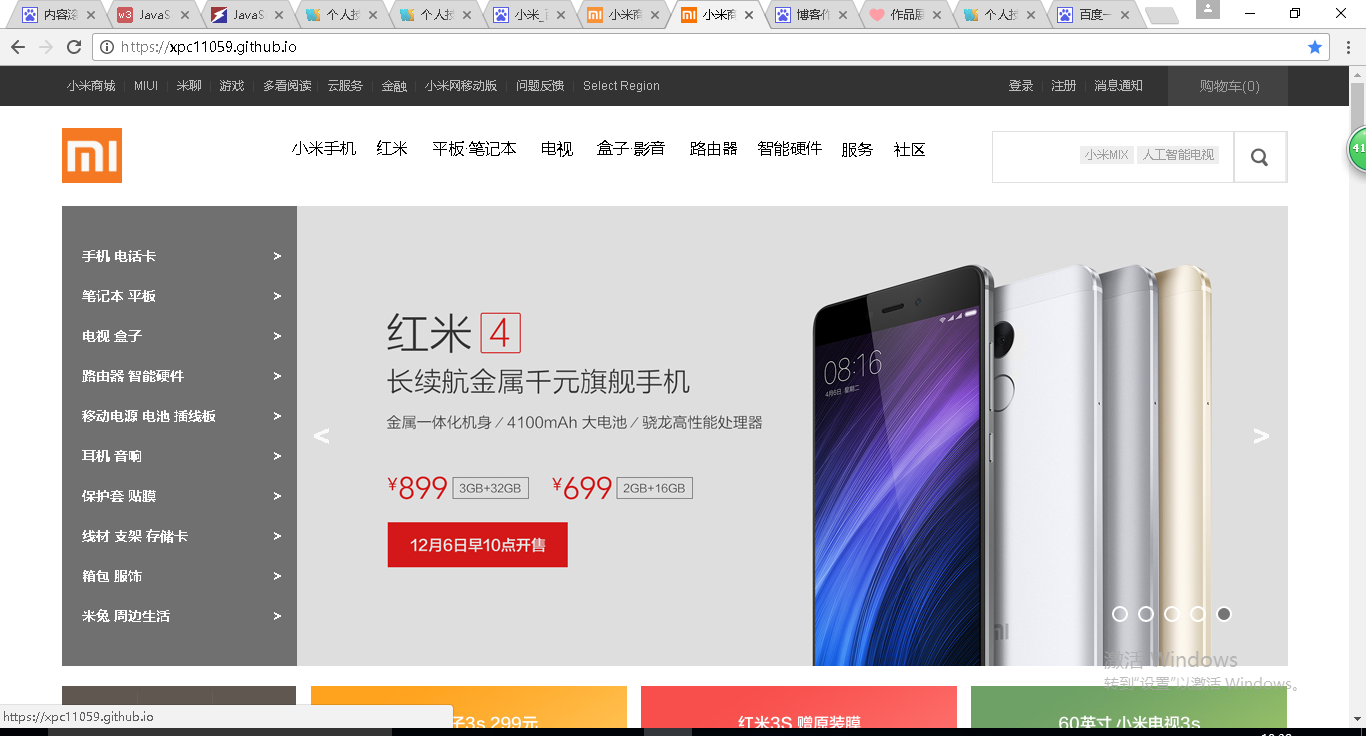 内容滚 JavaS JavaS 个人技 个人技 小米_百 小米商 小米商 博客作 作品展 个人技 百度一
https://xpc11059.github.io
小米商城 MIUI 米聊 游戏 多看阅读 云服务 金融 小米网移动版 问题反馈 Select Region 登录 注册 消息通知 购物车(0)
mi 小米手机 红米 平板·笔记本 电视 盒子·影音 路由器 智能硬件 服务 社区 小米MIX 人工智能电视
41
手机 电话卡 >
笔记本 平板 >
电视 盒子 >
路由器 智能硬件 >
移动电源 电池 插线板 >
耳机 音响 >
保护套 贴膜 >
线材 支架 存储卡 >
箱包 服饰 >
米兔 周边生活 >
红米 4
长续航金属千元旗舰手机
金属一体化机身 / 4100mAh 大电池 / 骁龙高性能处理器
< >
¥899 3GB+32GB ¥699 2GB+16GB
12月6日早10点开售
08:16
激活 Windows
转到"设置"以激活 Windows。
子3s 299元 红米3S 赠原装膜 60英寸 小米电视3s
https://xpc11059.github.io